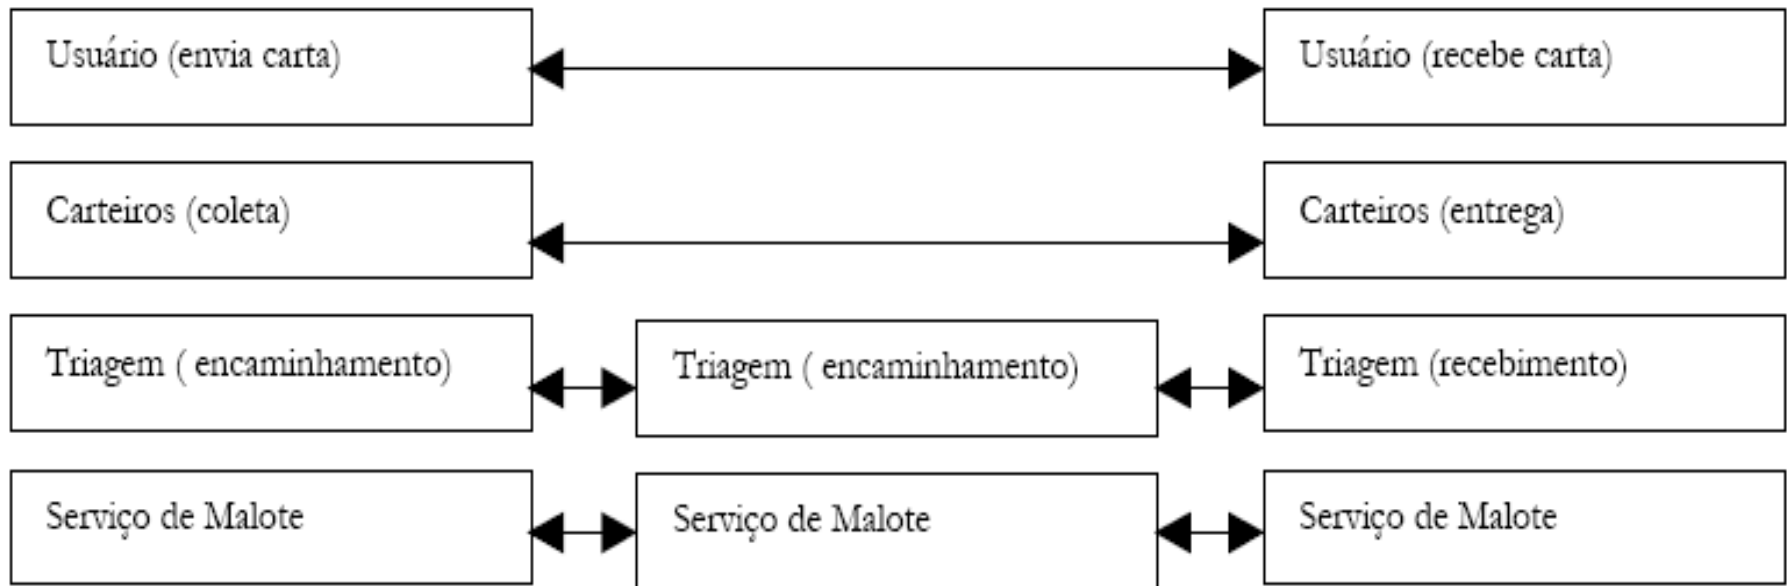 Usuário (envia carta)
Usuário (recebe carta)
Carteiros (coleta)
Carteiros (entrega)
Triagem ( encaminhamento)
Triagem ( encaminhamento)
Triagem (recebimento)
Serviço de Malote
Serviço de Malote
Serviço de Malote